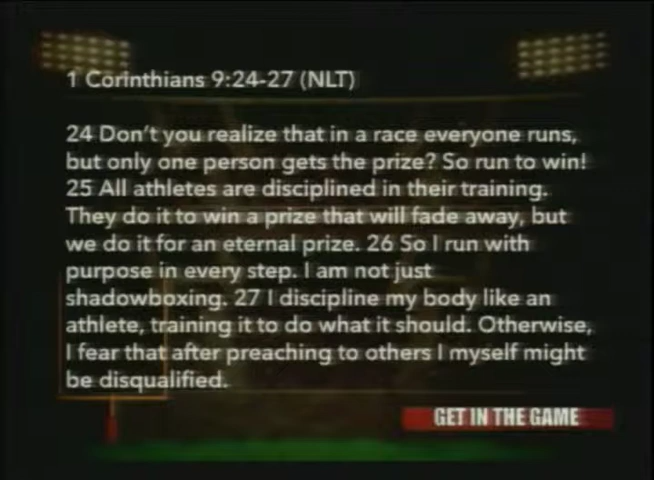 1 Corinthians 9:24-27 (NLT)
24 Don't you realize that in a race everyone runs,
but only one person gets the prize? So run to win!
25 All athletes are disciplined in their training.
They do it to win a prize that will fade away, but
we do it for an eternal prize. 26 So I run with
purpose in every step. I am not just
shadowboxing. 27 I discipline my body like an
athlete, training it to do what it should. Otherwise,
I fear that after preaching to others I myself might
be disqualified.
GET IN THE GAME